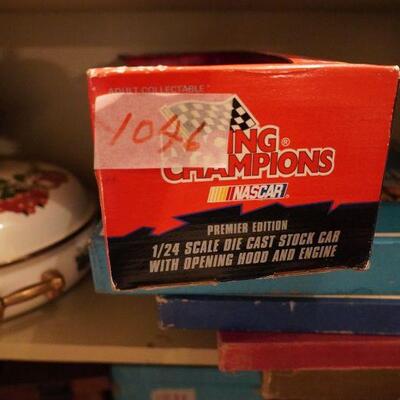 ADULT COLLECTABLE
1046
ING
CHAMPIONS
NASCAR
PREMIER EDITION
1/24 SCALE DIE CAST STOCK CAR
WITH OPENING HOOD AND ENGINE